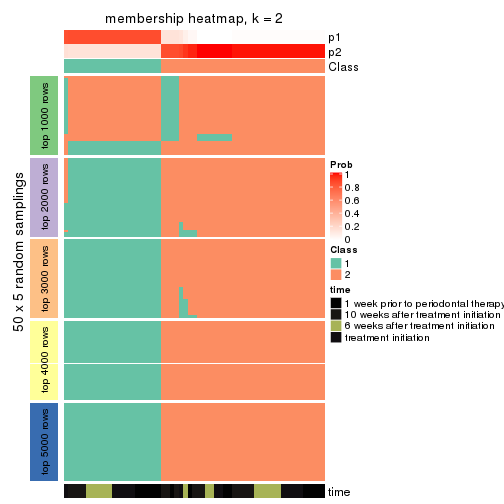 membership heatmap, k = 2
p1
p2
Class
50 x 5 random samplings
top 1000 rows
top 2000 rows
top 3000 rows
top 4000 rows
top 5000 rows
Prob
1
0.8
0.6
0.4
0.2
0
Class
1
2
time
1 week prior to periodontal therapy
10 weeks after treatment initiation
6 weeks after treatment initiation
treatment initiation
time